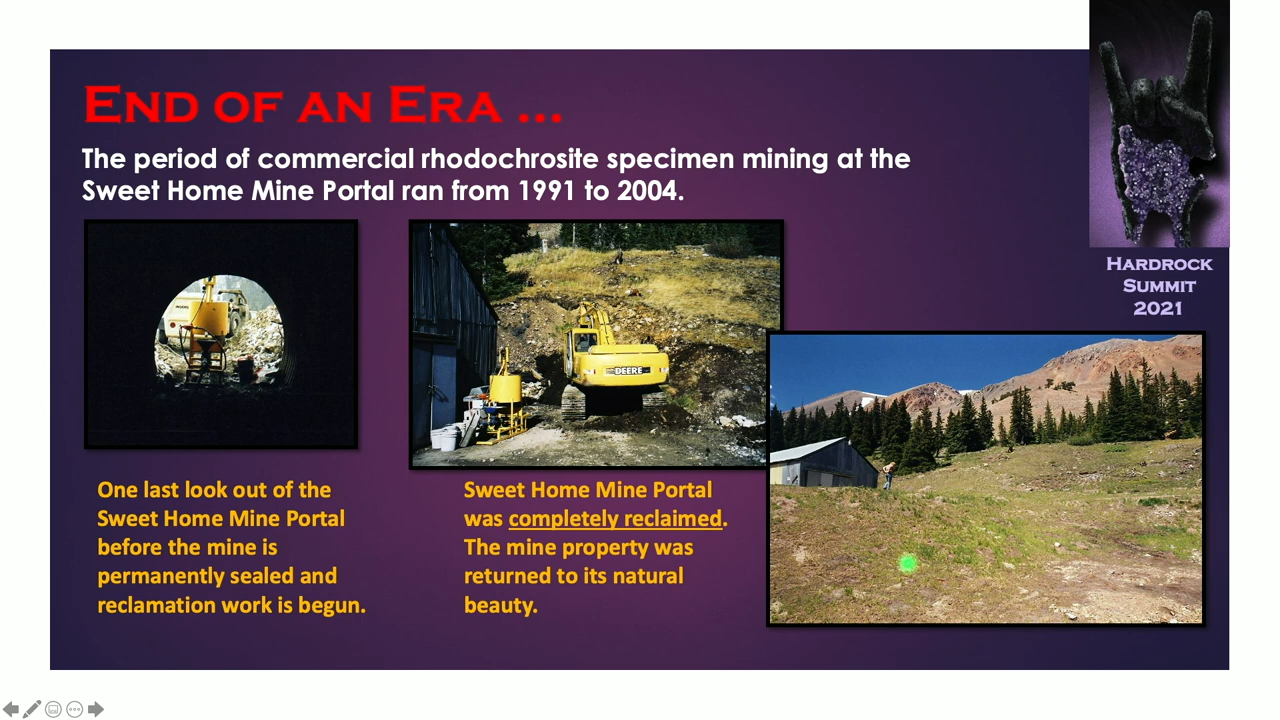 END OF AN ERA ...
The period of commercial rhodochrosite specimen mining at the
Sweet Home Mine Portal ran from 1991 to 2004.
HARDROCK
SUMMIT
2021
DEERE
One last look out of the
Sweet Home Mine Portal
before the mine is
permanently sealed and
reclamation work is begun.
Sweet Home Mine Portal
was completely reclaimed.
The mine property was
returned to its natural
beauty.